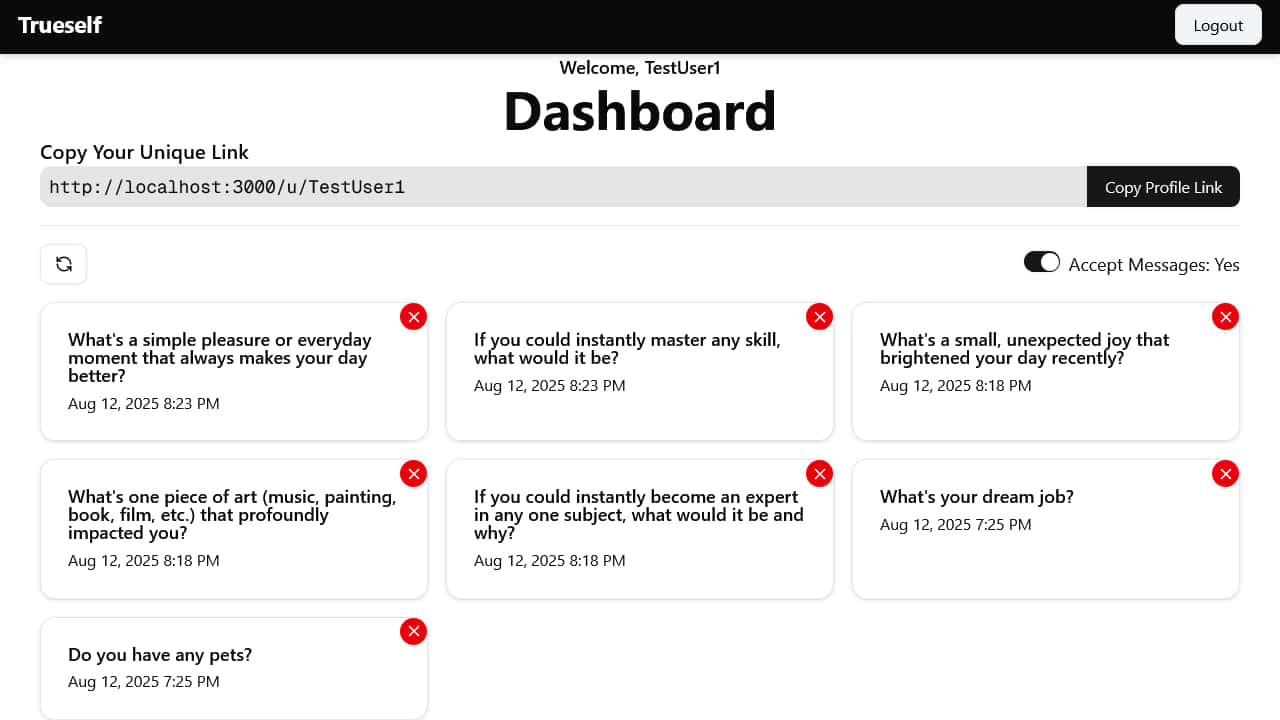 Trueself
Logout
Welcome, TestUser1
Dashboard
Copy Your Unique Link
http://localhost:3000/u/TestUser1
Copy Profile Link
Accept Messages: Yes
What's a simple pleasure or everyday
moment that always makes your day
better?
Aug 12, 2025 8:23 PM
If you could instantly master any skill,
what would it be?
Aug 12, 2025 8:23 PM
What's a small, unexpected joy that
brightened your day recently?
Aug 12, 2025 8:18 PM
What's one piece of art (music, painting,
book, film, etc.) that profoundly
impacted you?
Aug 12, 2025 8:18 PM
If you could instantly become an expert
in any one subject, what would it be and
why?
Aug 12, 2025 8:18 PM
What's your dream job?
Aug 12, 2025 7:25 PM
Do you have any pets?
Aug 12, 2025 7:25 PM